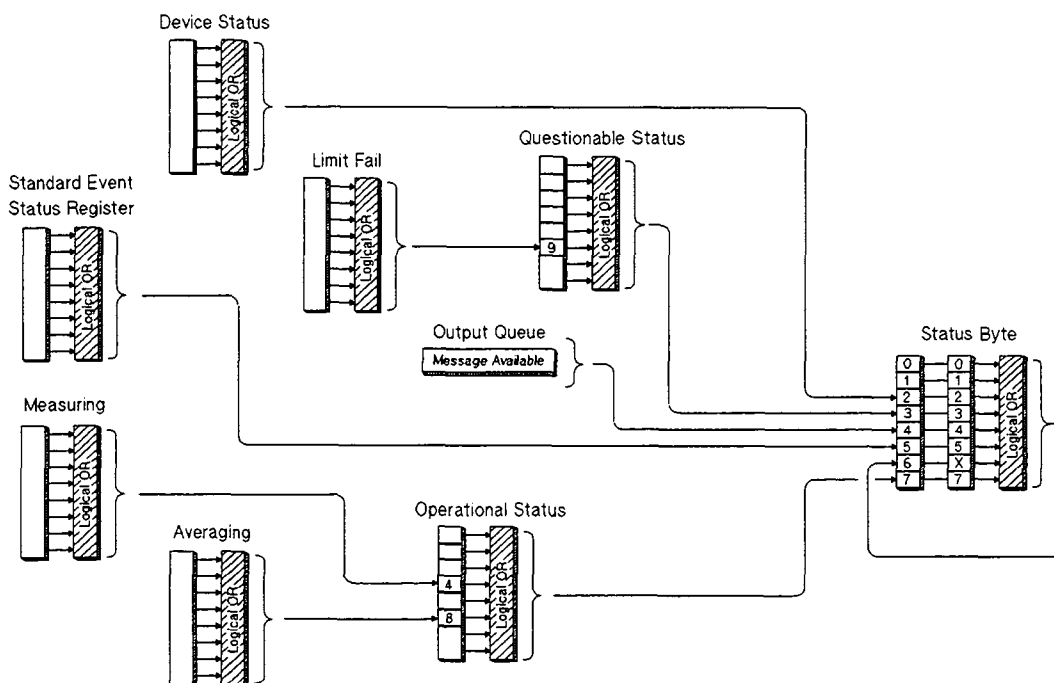 Device Status
Logical OR
Questionable Status
9
Logical OR
Limit Fail
Logical OR
Standard Event
Status Register
Logical OR
Output Queue
Message Available
Status Byte
0 0
1 1
2 2
3 3
4 4
5 5
6 X
7 7
Logical OR
Measuring
Logical OR
Operational Status
4
8
Logical OR
Averaging
Logical OR